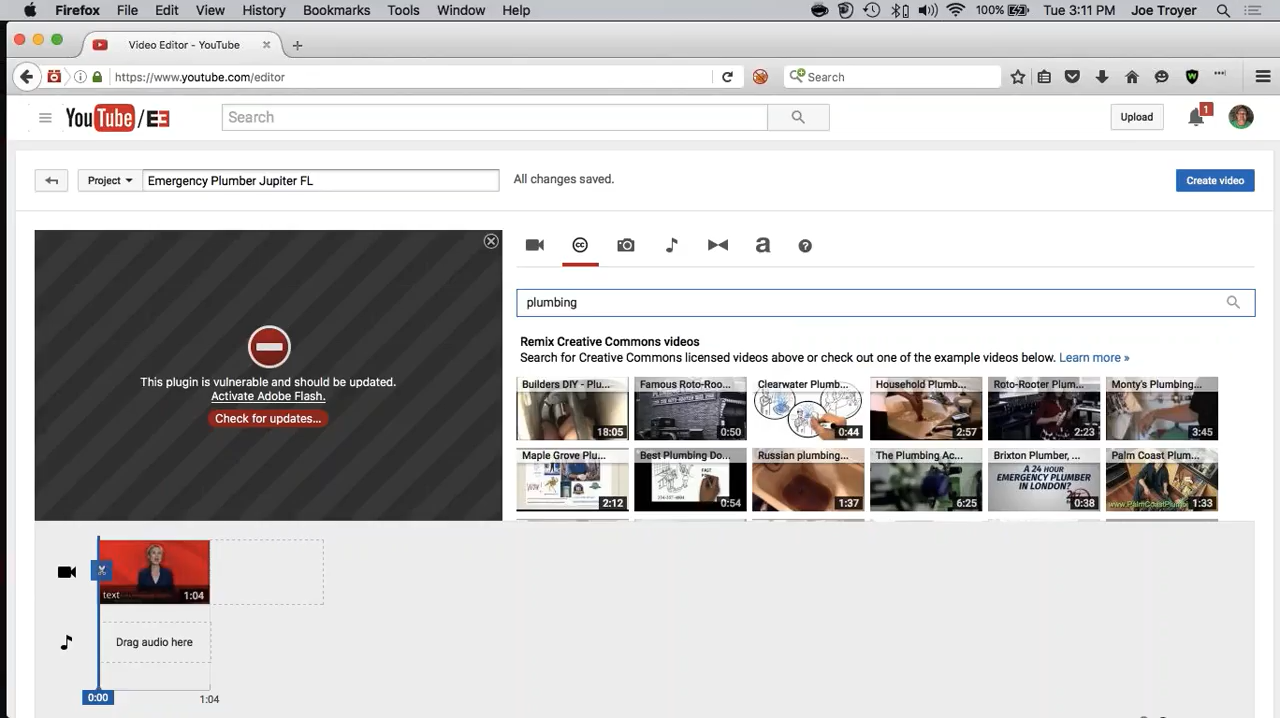 Firefox File Edit View History Bookmarks Tools Window Help 100% Tue 3:11 PM Joe Troyer
Video Editor - YouTube
https://www.youtube.com/editor Search
YouTube Search Upload 1
Project Emergency Plumber Jupiter FL All changes saved. Create video
a ?
plumbing
This plugin is vulnerable and should be updated.
Activate Adobe Flash.
Check for updates...
Remix Creative Commons videos
Search for Creative Commons licensed videos above or check out one of the example videos below. Learn more »
Builders DIY - Plu... Famous Roto-Roo... Clearwater Plumb... Household Plumb... Roto-Rooter Plum... Monty's Plumbing...
18:05 0:50 0:44 2:57 2:23 3:45
Maple Grove Plu... Best Plumbing Do... Russian plumbing... The Plumbing Ac... Brixton Plumber, ... Palm Coast Plum...
A 24 HOUR
EMERGENCY PLUMBER
IN LONDON?
2:12 0:54 1:37 6:25 0:38 1:33
text 1:04
Drag audio here
0:00 1:04